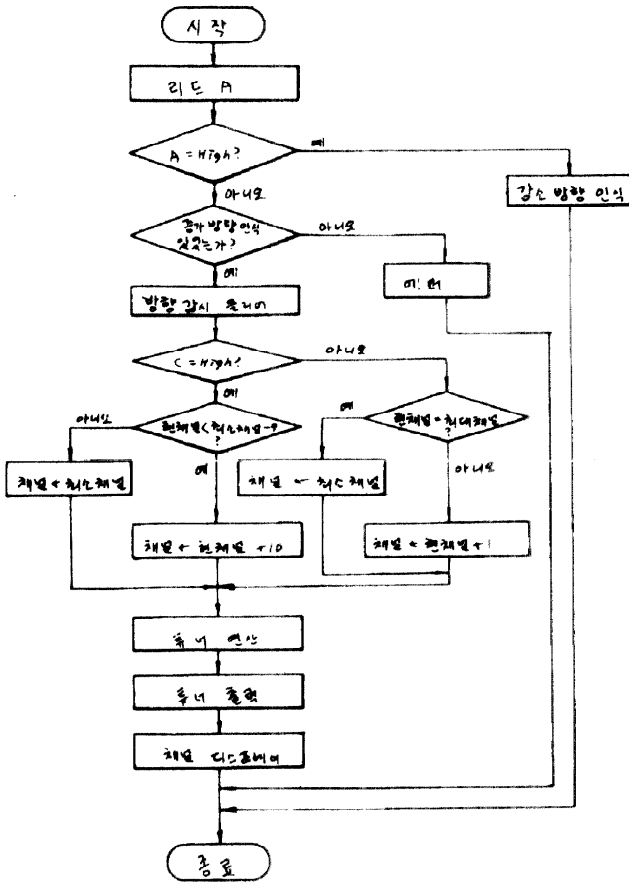 시 작
리드 A
A = High?
예
아니오
감소 방향 인식
증가 방향 인식
있었는가?
아니오
예
에러
방향 감시 클리어
C = High?
아니오
예
현채널<최소채널-9
?
아니오
예
현채널=최대채널
?
예
아니오
채널←최소채널
채널←최소채널
채널←현채널+10
채널←현채널+1
튜너 연산
튜너 출력
채널 디스플레이
종료